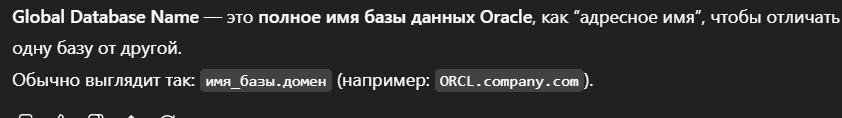 Global Database Name — это полное имя базы данных Oracle, как “адресное имя”, чтобы отличать
одну базу от другой.
Обычно выглядит так: имя_базы.домен (например: ORCL.company.com).